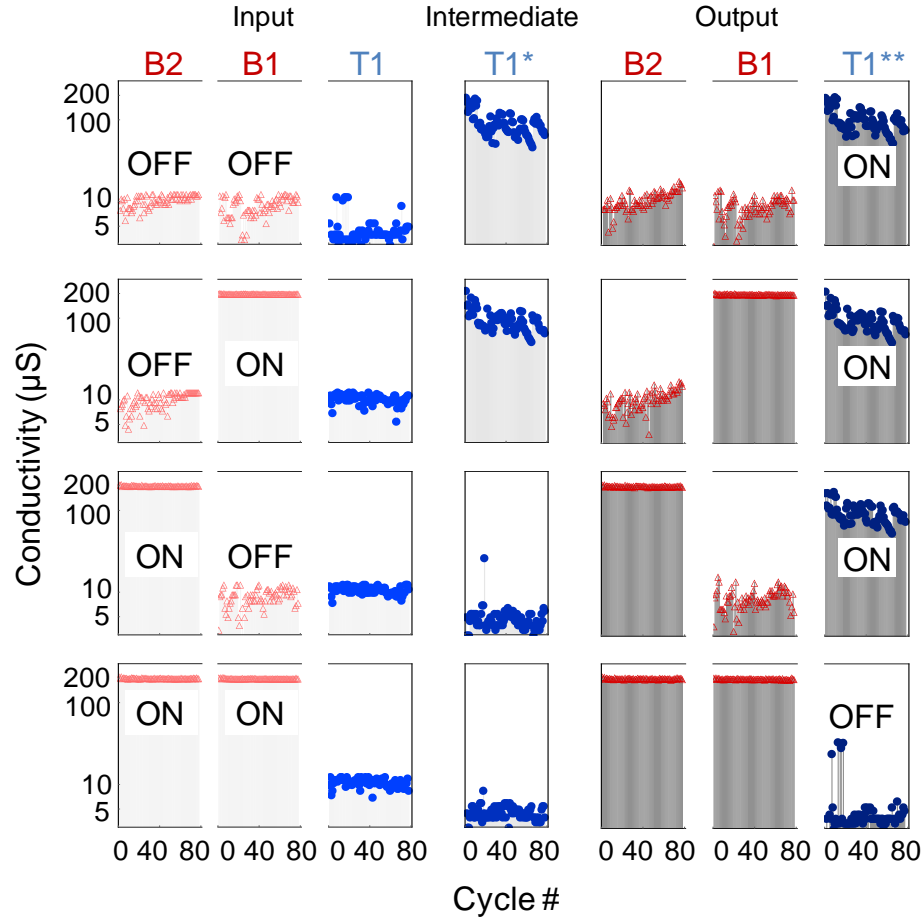 Input Intermediate Output
B2 B1 T1 T1* B2 B1 T1**
200
100
10
5
OFF OFF ON
200
100
10
5
OFF ON ON
200
100
10
5
ON OFF ON
200
100
10
5
ON ON OFF
0 40 80 0 40 80 0 40 80 0 40 80 0 40 80 0 40 80
Conductivity (µS)
Cycle #